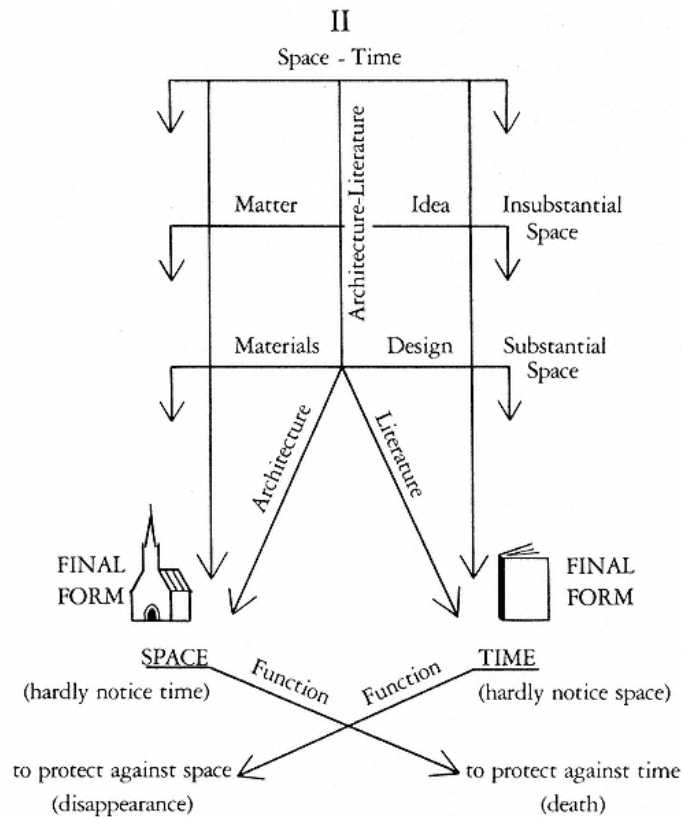 II
Space - Time
Architecture-Literature
Matter
Idea
Insubstantial
Space
Materials
Design
Substantial
Space
Architecture
Literature
FINAL
FORM
FINAL
FORM
SPACE
(hardly notice time)
Function
Function
TIME
(hardly notice space)
to protect against space
(disappearance)
to protect against time
(death)